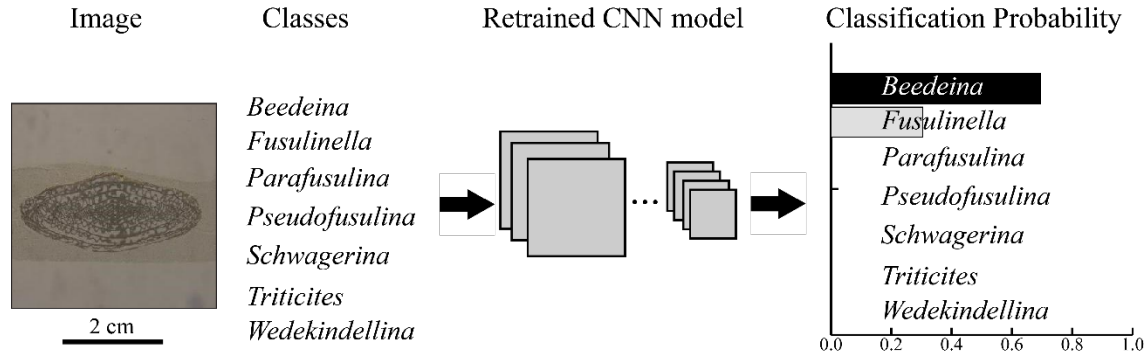 Image
Classes
Retrained CNN model
Classification Probability
Beedeina
Fusulinella
Parafusulina
Pseudofusulina
Schwagerina
Triticites
Wedekindellina
2 cm
...
Beedeina
Fusulinella
Parafusulina
Pseudofusulina
Schwagerina
Triticites
Wedekindellina
0.0 0.2 0.4 0.6 0.8 1.0